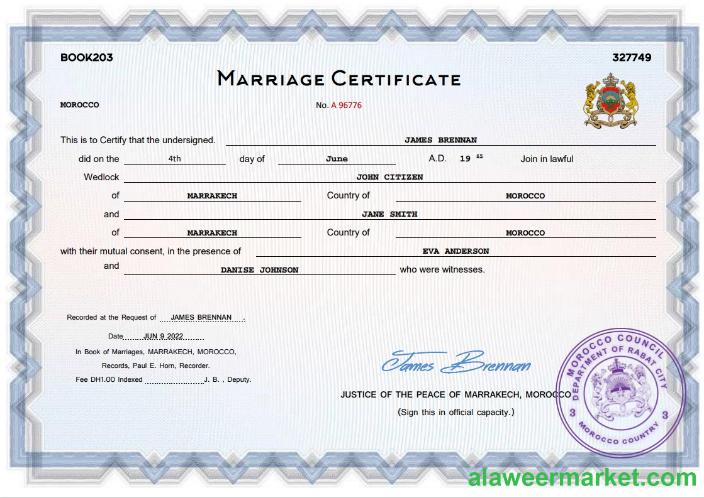 BOOK203
327749
MARRIAGE CERTIFICATE
MOROCCO
No. A 96776
This is to Certify that the undersigned. JAMES BRENNAN
did on the 4th day of June A.D. 19 Join in lawful
Wedlock JOHN CITIZEN
of MARRAKECH Country of MOROCCO
and JANE SMITH
of MARRAKECH Country of MOROCCO
with their mutual consent, in the presence of EVA ANDERSON
and DANISE JOHNSON who were witnesses.
Recorded at the Request of JAMES BRENNAN .
Date JUN 9 2022
In Book of Marriages, MARRAKECH, MOROCCO,
Records, Paul E. Horn, Recorder.
Fee DH1.00 Indexed J. B. , Deputy.
James Brennan
JUSTICE OF THE PEACE OF MARRAKECH, MOROCCO
(Sign this in official capacity.)
MOROCCO COUNCIL
DEPARTMENT OF RABAT CITY
3 3
MOROCCO COUNTRY
alaweermarket.com